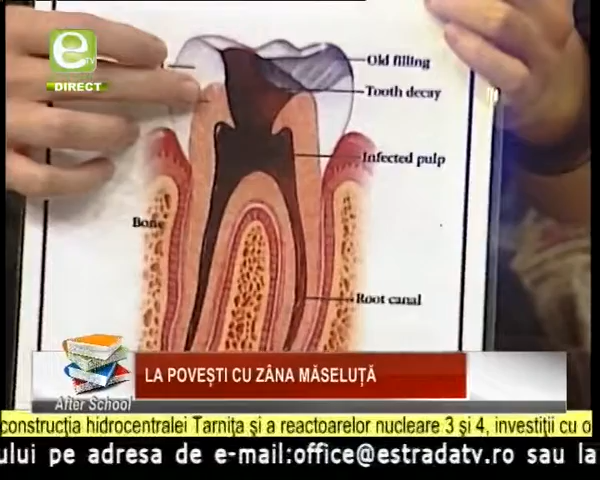 e TV
DIRECT
Old filling
Tooth decay
Infected pulp
Bone
Root canal
LA POVEȘTI CU ZÂNA MĂSELUȚĂ
After School
construcția hidrocentralei Tarnița și a reactoarelor nucleare 3 și 4, investiții cu o
ului pe adresa de e-mail:office@estradatv.ro sau la